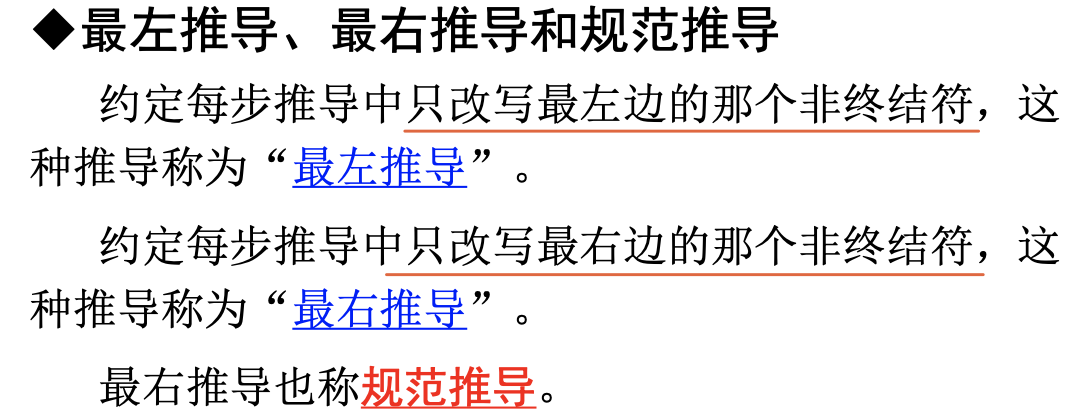 ◆最左推导、最右推导和规范推导
约定每步推导中只改写最左边的那个非终结符，这
种推导称为“最左推导”。
约定每步推导中只改写最右边的那个非终结符，这
种推导称为“最右推导”。
最右推导也称规范推导。